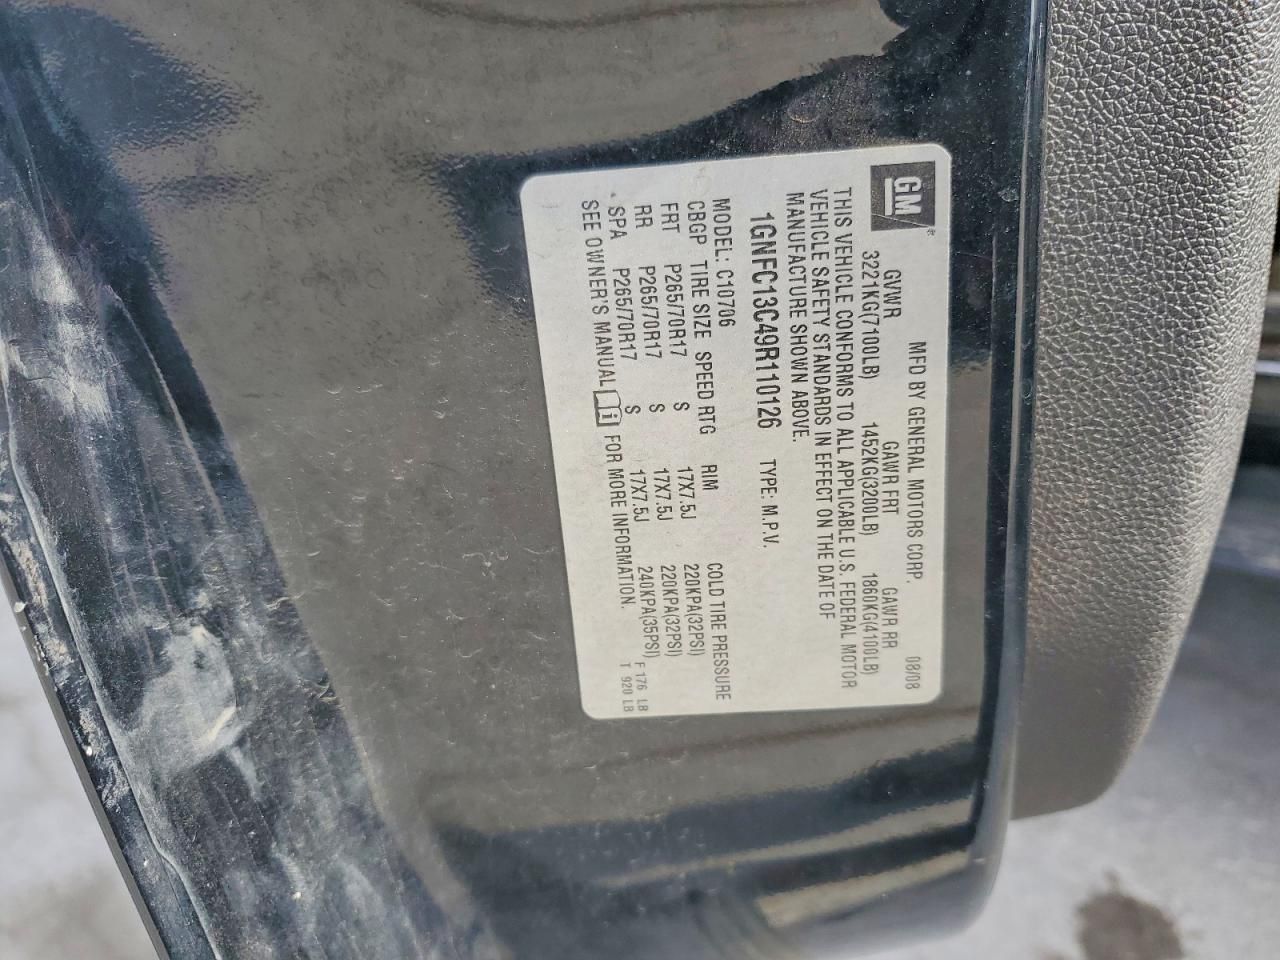 GM®
MFD BY GENERAL MOTORS CORP. 08/08
GVWR GAWR FRT GAWR RR
3221KG(7100LB) 1452KG(3200LB) 1860KG(4100LB)
THIS VEHICLE CONFORMS TO ALL APPLICABLE U.S. FEDERAL MOTOR
VEHICLE SAFETY STANDARDS IN EFFECT ON THE DATE OF
MANUFACTURE SHOWN ABOVE.
1GNFC13C49R110126 TYPE: M.P.V.
MODEL: C10706
CBGP TIRE SIZE SPEED RTG RIM COLD TIRE PRESSURE
FRT P265/70R17 S 17X7.5J 220KPA(32PSI)
RR P265/70R17 S 17X7.5J 220KPA(32PSI)
SPA P265/70R17 S 17X7.5J 240KPA(35PSI)
SEE OWNER'S MANUAL i FOR MORE INFORMATION.
F 176 LB
T 920 LB